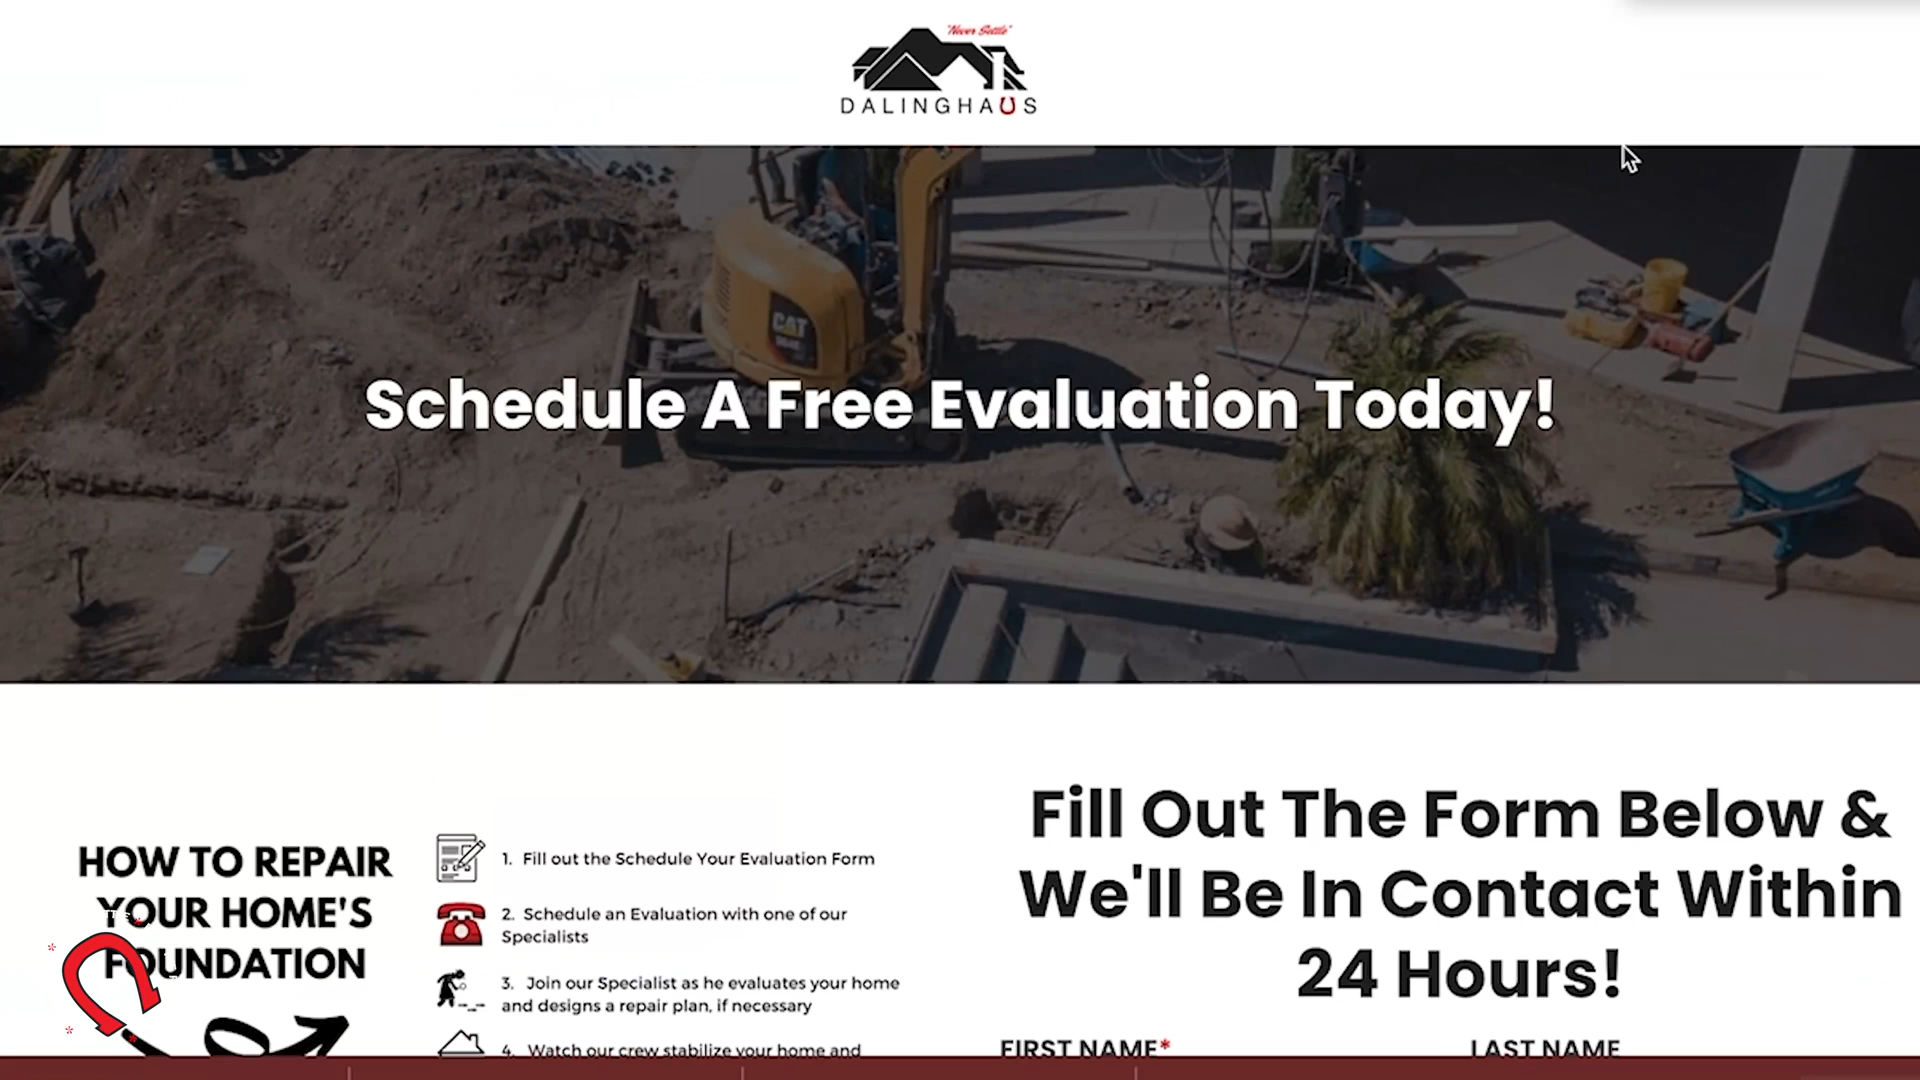 "Never Settle"
DALINGHAUS
CAT
Schedule A Free Evaluation Today!
HOW TO REPAIR
YOUR HOME'S
FOUNDATION
1. Fill out the Schedule Your Evaluation Form
2. Schedule an Evaluation with one of our
Specialists
3. Join our Specialist as he evaluates your home
and designs a repair plan, if necessary
4. Watch our crew stabilize your home and
Fill Out The Form Below &
We'll Be In Contact Within
24 Hours!
FIRST NAME*
LAST NAME